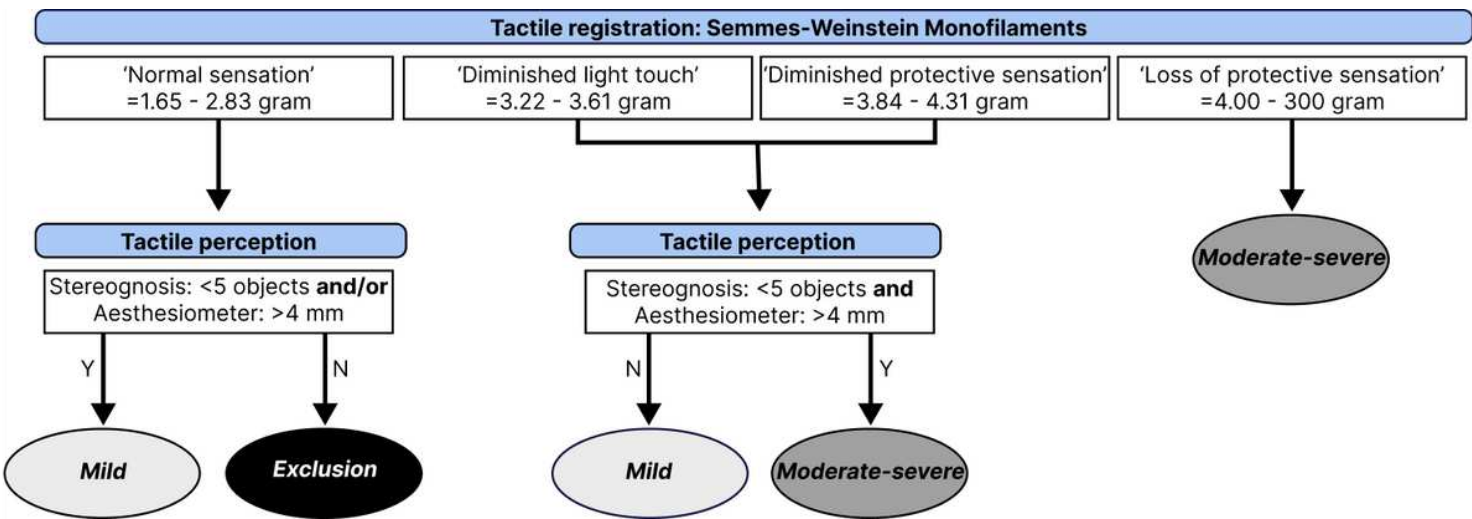 Tactile registration: Semmes-Weinstein Monofilaments
'Normal sensation'
=1.65 - 2.83 gram
'Diminished light touch'
=3.22 - 3.61 gram
'Diminished protective sensation'
=3.84 - 4.31 gram
'Loss of protective sensation'
=4.00 - 300 gram
Tactile perception
Stereognosis: <5 objects and/or
Aesthesiometer: >4 mm
Y
N
Mild
Exclusion
Tactile perception
Stereognosis: <5 objects and
Aesthesiometer: >4 mm
N
Y
Mild
Moderate-severe
Moderate-severe